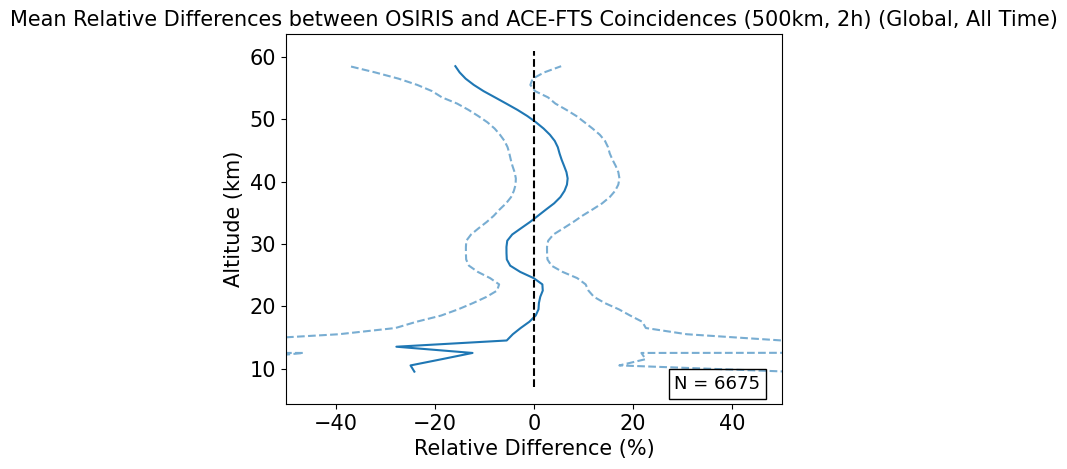 Mean Relative Differences between OSIRIS and ACE-FTS Coincidences (500km, 2h) (Global, All Time)
60
50
40
30
20
10
Altitude (km)
N = 6675
−40
−20
0
20
40
Relative Difference (%)